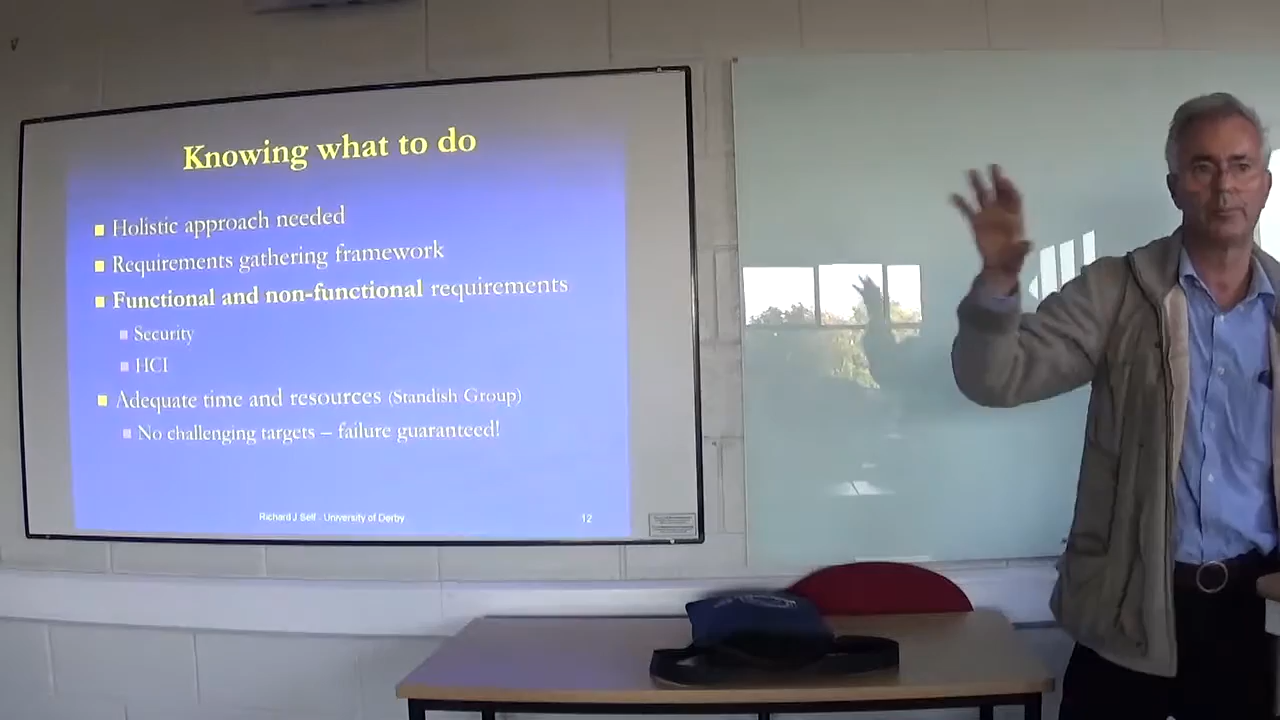 Knowing what to do
Holistic approach needed
Requirements gathering framework
Functional and non-functional requirements
Security
HCI
Adequate time and resources (Standish Group)
No challenging targets – failure guaranteed!
Richard J Self - University of Derby
12